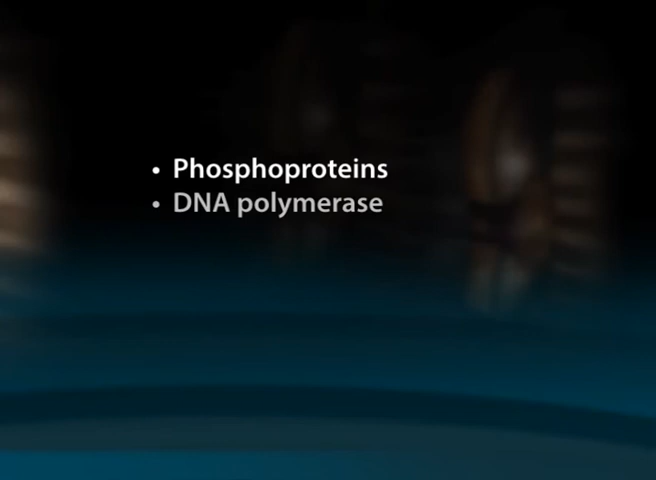 • Phosphoproteins
• DNA polymerase